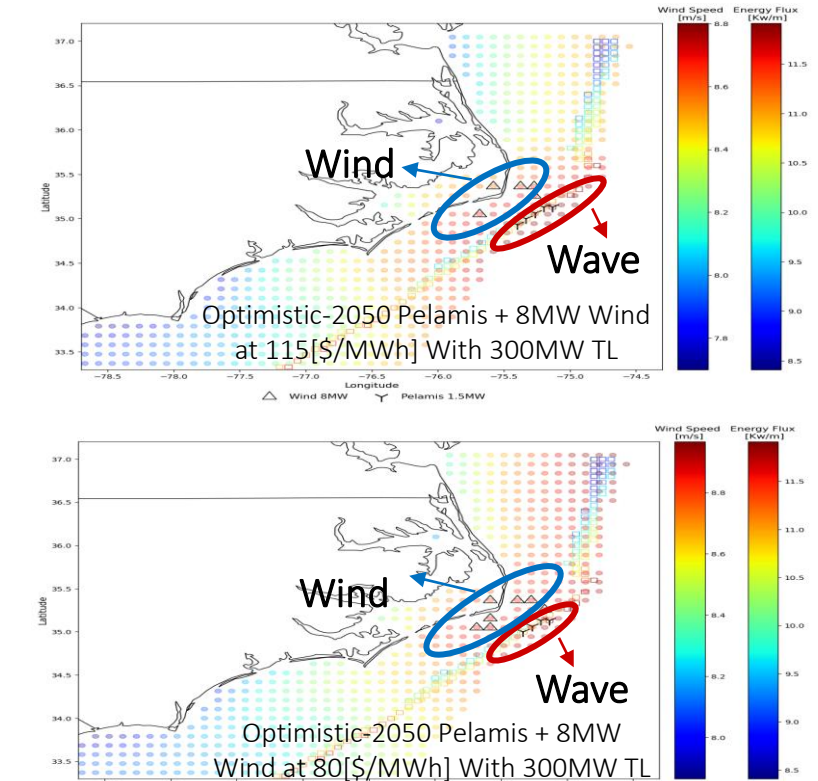 Wind Speed Energy Flux
[m/s] [Kw/m]
37.0
36.5
36.0
35.5
35.0
34.5
34.0
33.5
Latitude
Wind
Wave
Optimistic-2050 Pelamis + 8MW Wind
at 115[$/MWh] With 300MW TL
−78.5 −78.0 −77.5 −77.0 −76.5 −76.0 −75.5 −75.0 −74.5
Longitude
Wind 8MW Pelamis 1.5MW
8.8
8.6
8.4
8.2
8.0
7.8
11.5
11.0
10.5
10.0
9.5
9.0
8.5
Wind Speed Energy Flux
[m/s] [Kw/m]
37.0
36.5
36.0
35.5
35.0
34.5
34.0
33.5
Latitude
Wind
Wave
Optimistic-2050 Pelamis + 8MW
Wind at 80[$/MWh] With 300MW TL
8.8
8.6
8.4
8.2
8.0
11.5
11.0
10.5
10.0
9.5
9.0
8.5